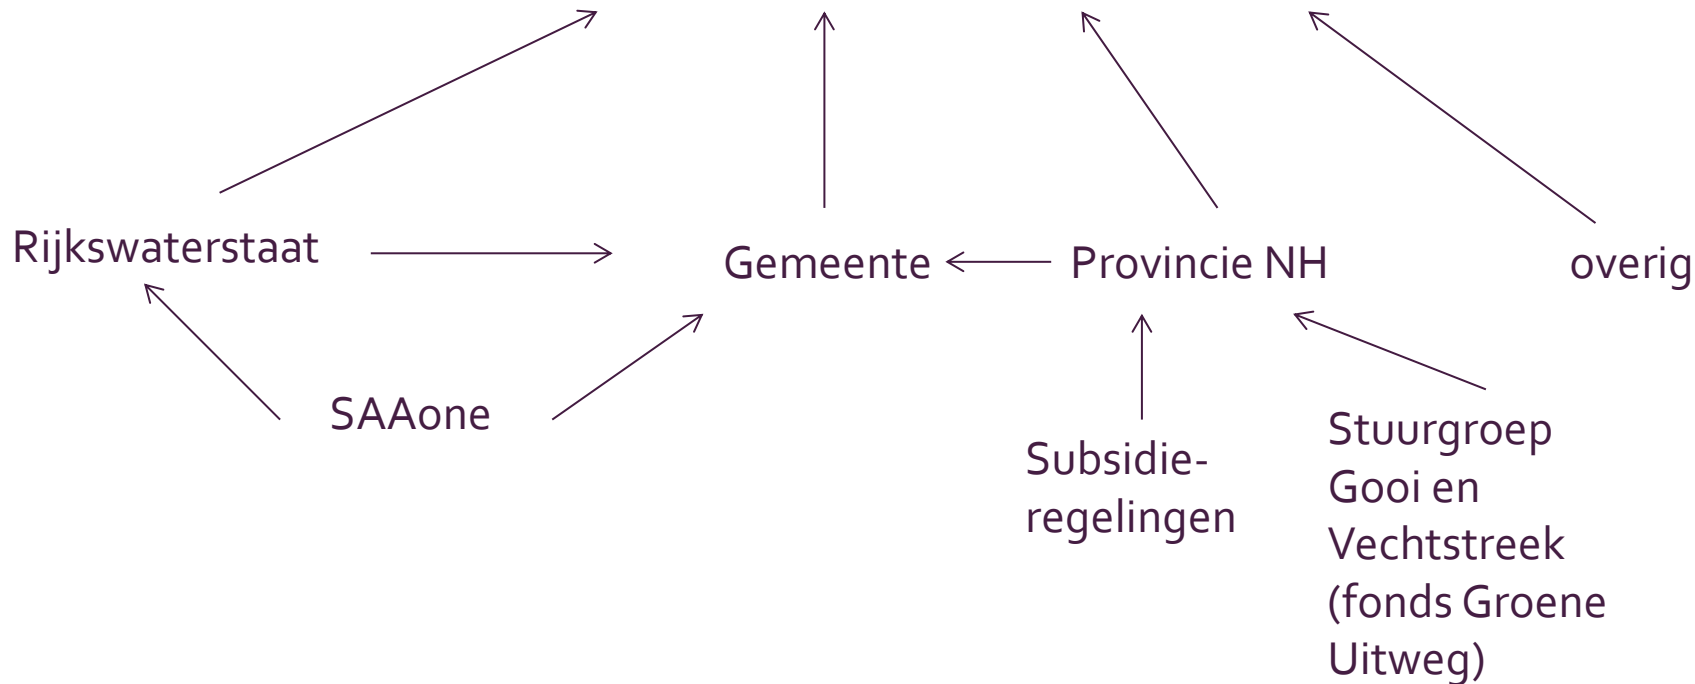 Rijkswaterstaat
Gemeente
Provincie NH
overig
SAAone
Subsidie-
regelingen
Stuurgroep
Gooi en
Vechtstreek
(fonds Groene
Uitweg)